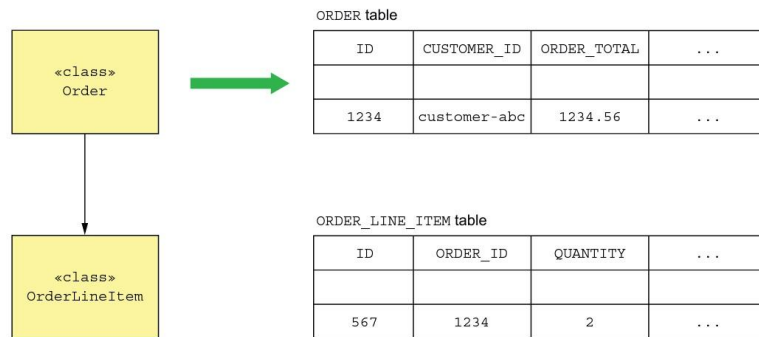 ORDER table
ID CUSTOMER_ID ORDER_TOTAL ...
«class»
Order
1234 customer-abc 1234.56 ...
ORDER_LINE_ITEM table
ID ORDER_ID QUANTITY ...
«class»
OrderLineItem
567 1234 2 ...